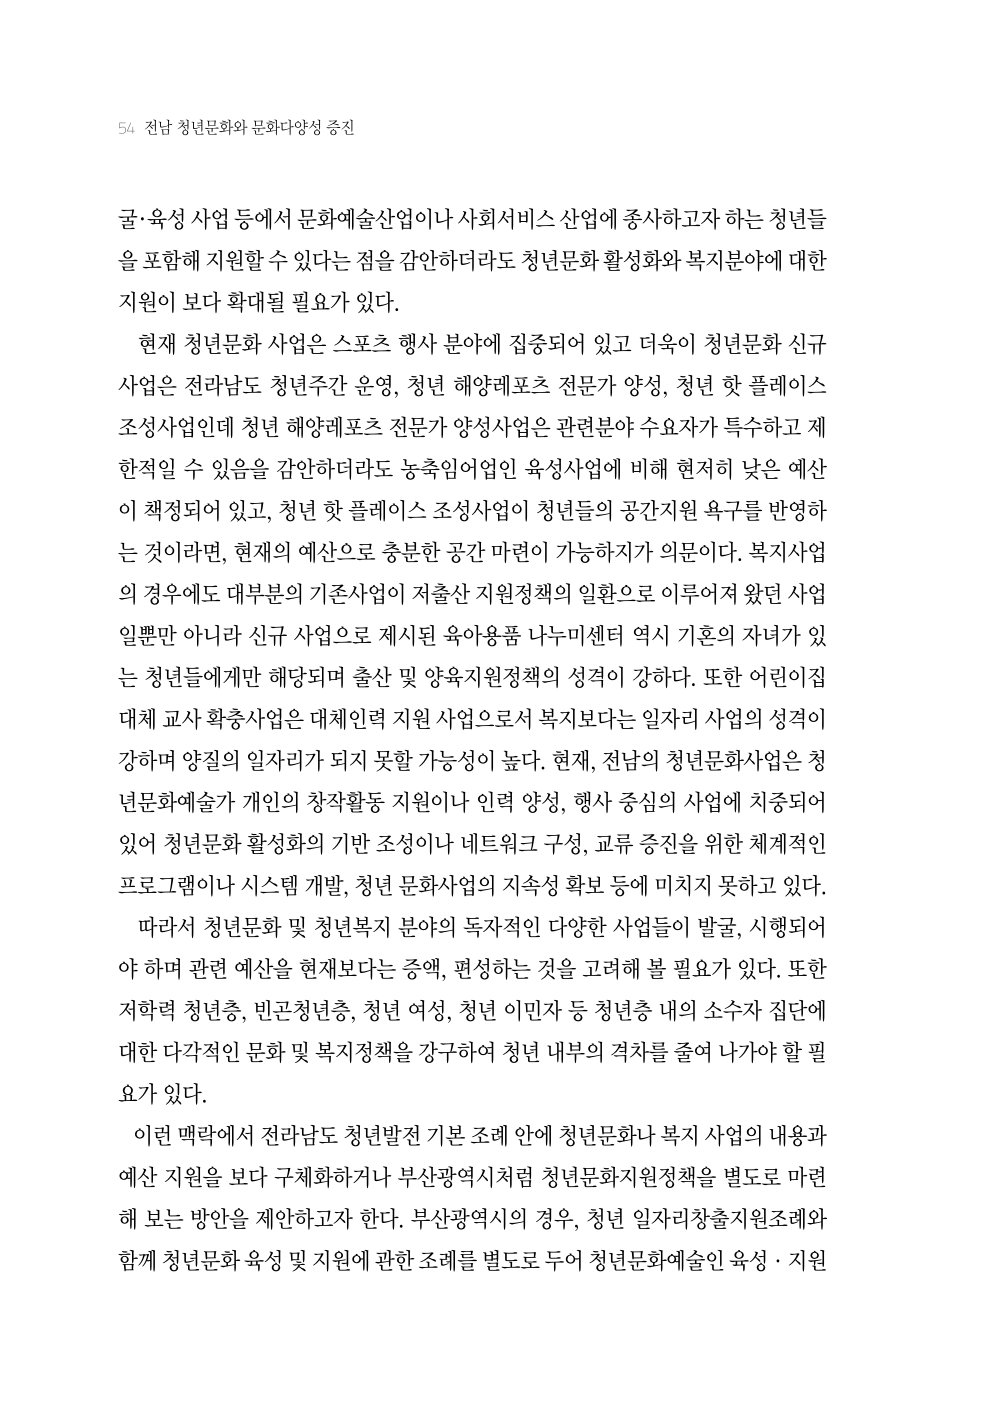 54 전남 청년문화와 문화다양성 증진
굴·육성 사업 등에서 문화예술산업이나 사회서비스 산업에 종사하고자 하는 청년들
을 포함해 지원할 수 있다는 점을 감안하더라도 청년문화 활성화와 복지분야에 대한
지원이 보다 확대될 필요가 있다.
현재 청년문화 사업은 스포츠 행사 분야에 집중되어 있고 더욱이 청년문화 신규
사업은 전라남도 청년주간 운영, 청년 해양레포츠 전문가 양성, 청년 핫 플레이스
조성사업인데 청년 해양레포츠 전문가 양성사업은 관련분야 수요자가 특수하고 제
한적일 수 있음을 감안하더라도 농축임어업인 육성사업에 비해 현저히 낮은 예산
이 책정되어 있고, 청년 핫 플레이스 조성사업이 청년들의 공간지원 욕구를 반영하
는 것이라면, 현재의 예산으로 충분한 공간 마련이 가능하지가 의문이다. 복지사업
의 경우에도 대부분의 기존사업이 저출산 지원정책의 일환으로 이루어져 왔던 사업
일뿐만 아니라 신규 사업으로 제시된 육아용품 나누미센터 역시 기혼의 자녀가 있
는 청년들에게만 해당되며 출산 및 양육지원정책의 성격이 강하다. 또한 어린이집
대체 교사 확충사업은 대체인력 지원 사업으로서 복지보다는 일자리 사업의 성격이
강하며 양질의 일자리가 되지 못할 가능성이 높다. 현재, 전남의 청년문화사업은 청
년문화예술가 개인의 창작활동 지원이나 인력 양성, 행사 중심의 사업에 치중되어
있어 청년문화 활성화의 기반 조성이나 네트워크 구성, 교류 증진을 위한 체계적인
프로그램이나 시스템 개발, 청년 문화사업의 지속성 확보 등에 미치지 못하고 있다.
따라서 청년문화 및 청년복지 분야의 독자적인 다양한 사업들이 발굴, 시행되어
야 하며 관련 예산을 현재보다는 증액, 편성하는 것을 고려해 볼 필요가 있다. 또한
저학력 청년층, 빈곤청년층, 청년 여성, 청년 이민자 등 청년층 내의 소수자 집단에
대한 다각적인 문화 및 복지정책을 강구하여 청년 내부의 격차를 줄여 나가야 할 필
요가 있다.
이런 맥락에서 전라남도 청년발전 기본 조례 안에 청년문화나 복지 사업의 내용과
예산 지원을 보다 구체화하거나 부산광역시처럼 청년문화지원정책을 별도로 마련
해 보는 방안을 제안하고자 한다. 부산광역시의 경우, 청년 일자리창출지원조례와
함께 청년문화 육성 및 지원에 관한 조례를 별도로 두어 청년문화예술인 육성 · 지원